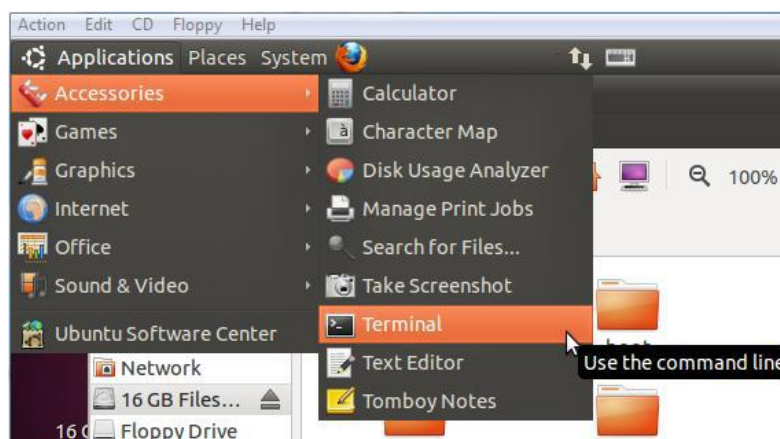 Action Edit CD Floppy Help
Applications Places System
Accessories
Games
Graphics
Internet
Office
Sound & Video
Ubuntu Software Center
Calculator
Character Map
Disk Usage Analyzer
Manage Print Jobs
Search for Files...
Take Screenshot
Terminal
Text Editor
Tomboy Notes
100%
Use the command line
Network
16 GB Files...
Floppy Drive